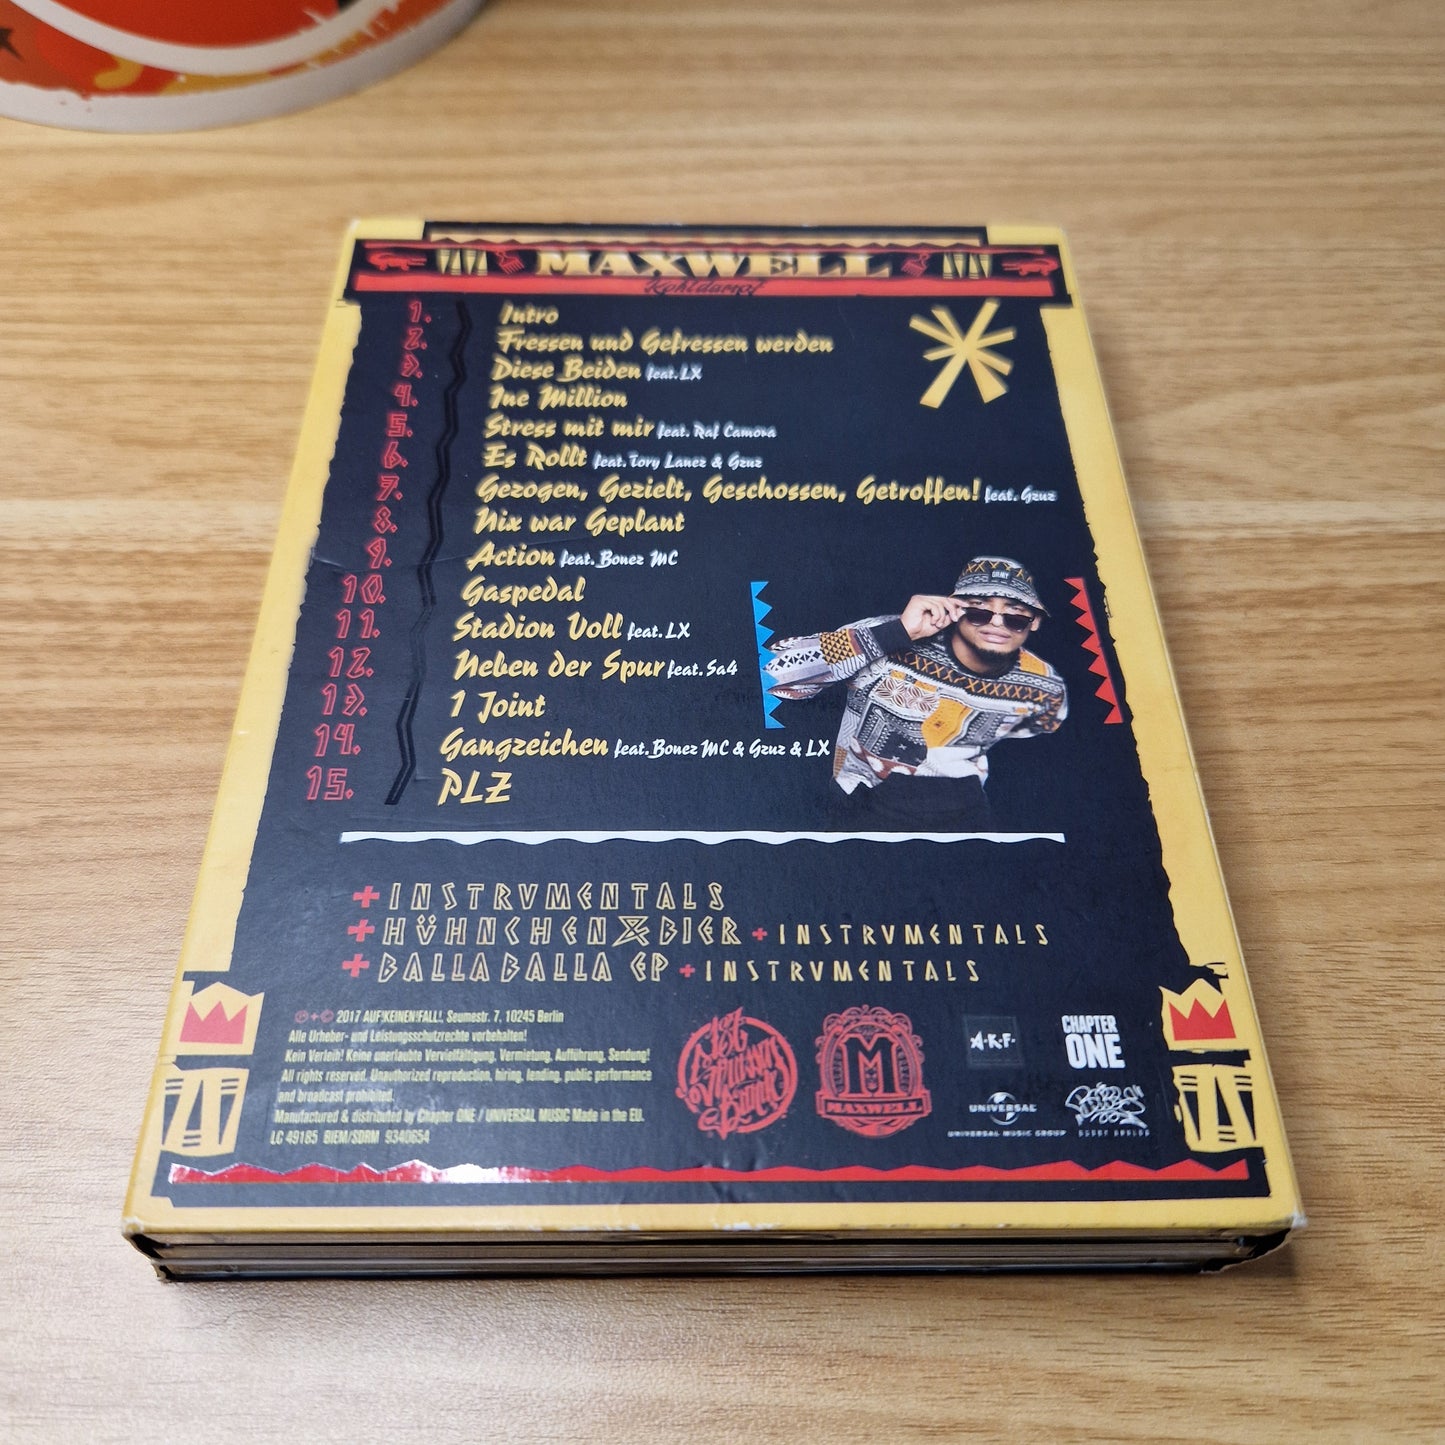 MAXWELL
Kohldampf
1. Intro
2. Fressen und Gefressen werden
3. Diese Beiden feat. LX
4. Ine Million
5. Stress mit mir feat. Raf Camora
6. Es Rollt feat. Tory Lanez & Gzuz
7. Gezogen, Gezielt, Geschossen, Getroffen! feat. Gzuz
8. Nix war Geplant
9. Action feat. Bonez MC
10. Gaspedal
11. Stadion Voll feat. LX
12. Neben der Spur feat. Sa4
13. 1 Joint
14. Gangzeichen feat. Bonez MC & Gzuz & LX
15. PLZ
+ INSTRVMENTALS
+ HÜHNCHEN & BIER + INSTRVMENTALS
+ BALLA BALLA EP + INSTRVMENTALS
℗ + © 2017 AUF!KEINEN!FALL!, Seumestr. 7, 10245 Berlin
Alle Urheber- und Leistungsschutzrechte vorbehalten!
Kein Verleih! Keine unerlaubte Vervielfältigung, Vermietung, Aufführung, Sendung!
All rights reserved. Unauthorized reproduction, hiring, lending, public performance
and broadcast prohibited.
Manufactured & distributed by Chapter ONE / UNIVERSAL MUSIC Made in the EU.
LC 49185 BIEM/SDRM 9340654
187
Strassen
Bande
M
MAXWELL
A·K·F·
CHAPTER
ONE
UNIVERSAL
UNIVERSAL MUSIC GROUP